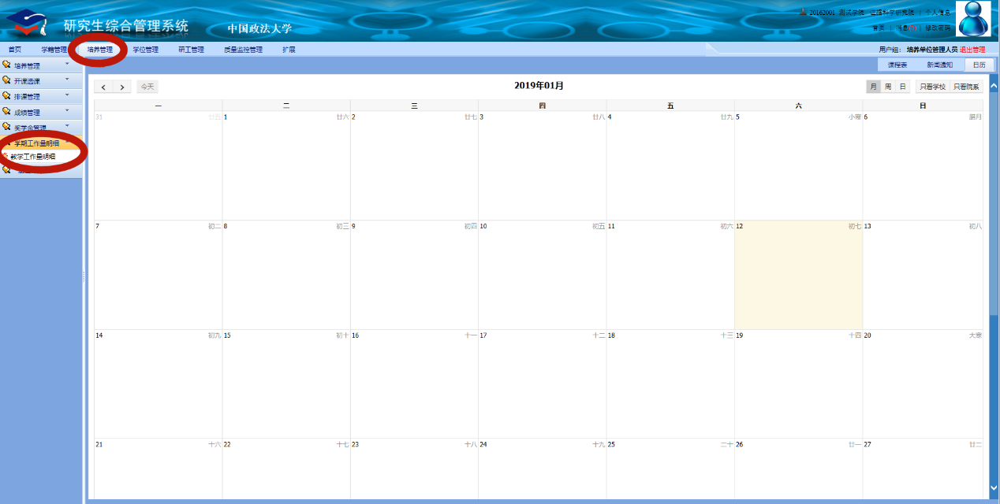 研究生综合管理系统
中国政法大学
20162001 测试学院 证据科学研究院 | 个人信息
首页 | 消息 | 修改密码
首页 学籍管理 培养管理 学位管理 研工管理 质量监控管理 扩展
用户组: 培养单位管理人员 退出管理
课程表 新闻通知 日历
培养管理
开课选课
排课管理
成绩管理
奖学金管理
学期工作量明细
教学工作量明细
今天
2019年01月
月 周 日 只看学校 只看院系
一 二 三 四 五 六 日
31 廿五 1 廿六 2 廿七 3 廿八 4 廿九 5 小寒 6 腊月
7 初二 8 初三 9 初四 10 初五 11 初六 12 初七 13 初八
14 初九 15 初十 16 十一 17 十二 18 十三 19 十四 20 大寒
21 十六 22 十七 23 十八 24 十九 25 二十 26 廿一 27 廿二